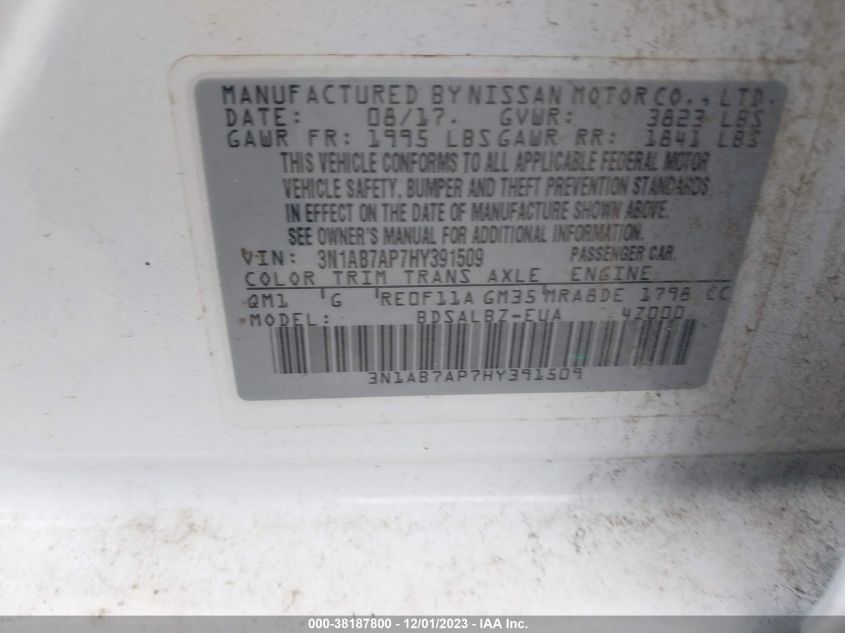 MANUFACTURED BY NISSAN MOTOR CO., LTD.
DATE: 08/17. GVWR: 3823 LBS
GAWR FR: 1995 LBS GAWR RR: 1841 LBS
THIS VEHICLE CONFORMS TO ALL APPLICABLE FEDERAL MOTOR
VEHICLE SAFETY, BUMPER AND THEFT PREVENTION STANDARDS
IN EFFECT ON THE DATE OF MANUFACTURE SHOWN ABOVE.
SEE OWNER'S MANUAL FOR ADDITIONAL INFORMATION.
VIN: 3N1AB7AP7HY391509 PASSENGER CAR.
COLOR TRIM TRANS AXLE ENGINE
QM1 G RE0F11A GM35 MRA8DE 1798 CC
MODEL: BDSALBZ-EUA 4Z000
3N1AB7AP7HY391509
000-38187800 - 12/01/2023 - IAA Inc.